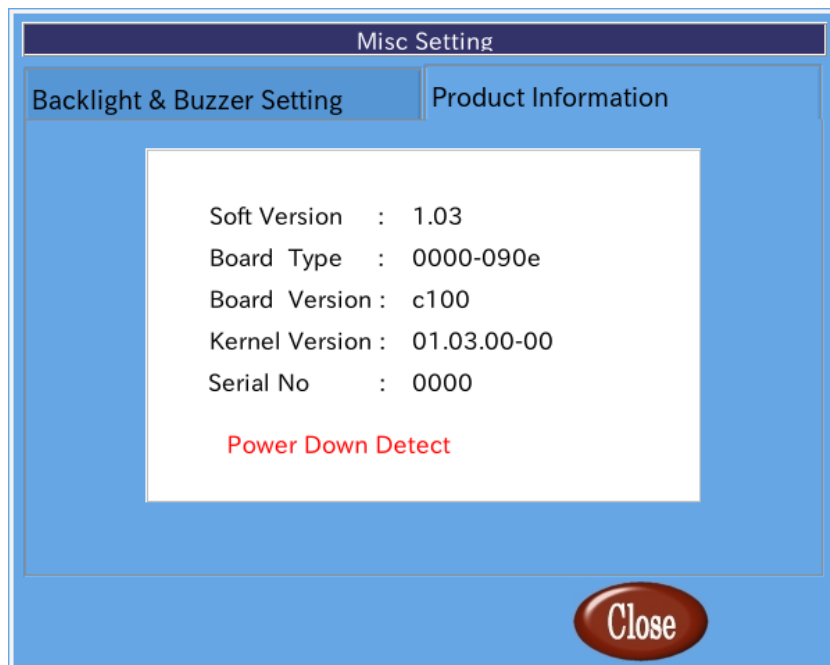 Misc Setting
Backlight & Buzzer Setting
Product Information
Soft Version : 1.03
Board Type : 0000-090e
Board Version : c100
Kernel Version : 01.03.00-00
Serial No : 0000
Power Down Detect
Close